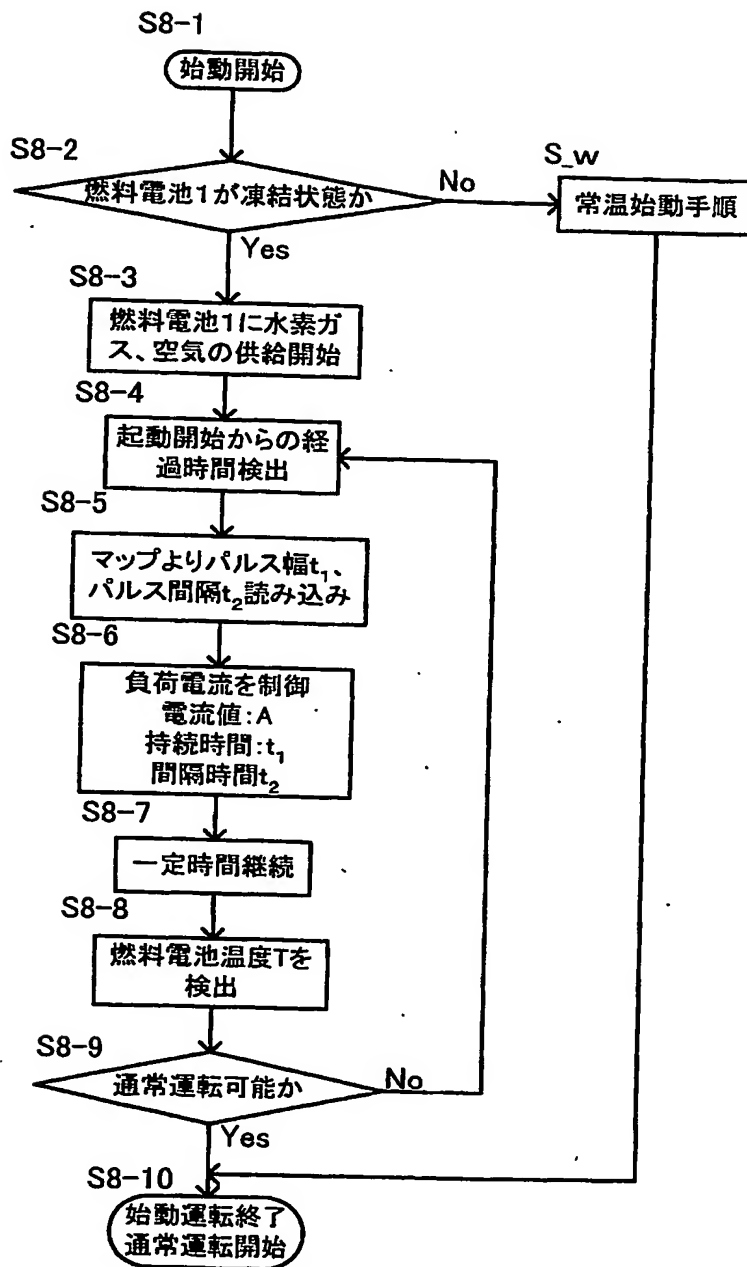 S8-1
始動開始
S8-2
燃料電池1が凍結状態か
No
S_w
常温始動手順
Yes
S8-3
燃料電池1に水素ガ
ス、空気の供給開始
S8-4
起動開始からの経
過時間検出
S8-5
マップよりパルス幅t₁、
パルス間隔t₂読み込み
S8-6
負荷電流を制御
電流値:A
持続時間:t₁
間隔時間t₂
S8-7
一定時間継続
S8-8
燃料電池温度Tを
検出
S8-9
通常運転可能か
No
Yes
S8-10
始動運転終了
通常運転開始